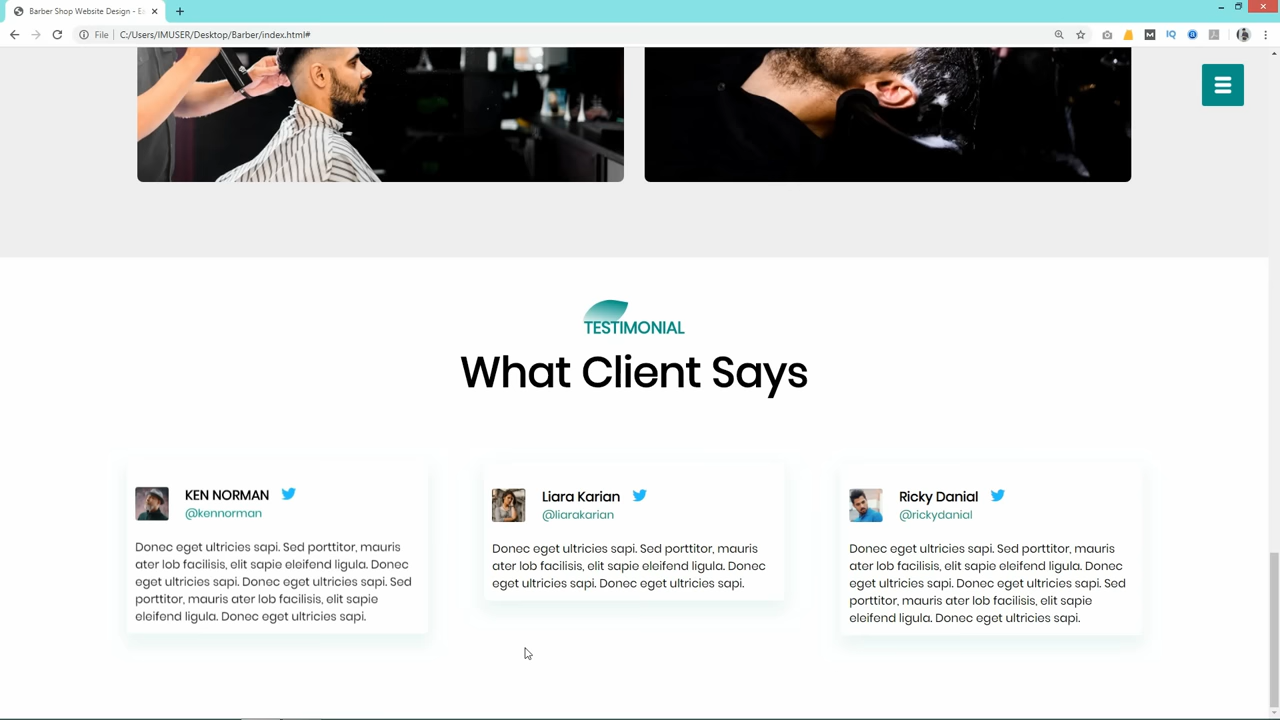 Barber Shop Website Design - Ea
File
C:/Users/IMUSER/Desktop/Barber/index.html#
TESTIMONIAL
What Client Says
KEN NORMAN
@kennorman
Donec eget ultricies sapi. Sed porttitor, mauris
ater lob facilisis, elit sapie eleifend ligula. Donec
eget ultricies sapi. Donec eget ultricies sapi. Sed
porttitor, mauris ater lob facilisis, elit sapie
eleifend ligula. Donec eget ultricies sapi.
Liara Karian
@liarakarian
Donec eget ultricies sapi. Sed porttitor, mauris
ater lob facilisis, elit sapie eleifend ligula. Donec
eget ultricies sapi. Donec eget ultricies sapi.
Ricky Danial
@rickydanial
Donec eget ultricies sapi. Sed porttitor, mauris
ater lob facilisis, elit sapie eleifend ligula. Donec
eget ultricies sapi. Donec eget ultricies sapi. Sed
porttitor, mauris ater lob facilisis, elit sapie
eleifend ligula. Donec eget ultricies sapi.